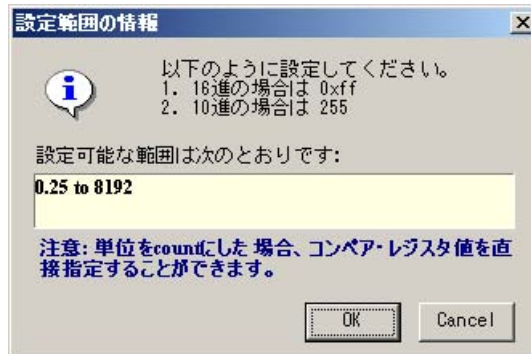 設定範囲の情報
以下のように設定してください。
1. 16進の場合は 0xff
2. 10進の場合は 255
設定可能な範囲は次のとおりです:
0.25 to 8192
注意: 単位をcountにした場合、コンペア・レジスタ値を直
接指定することができます。
OK
Cancel